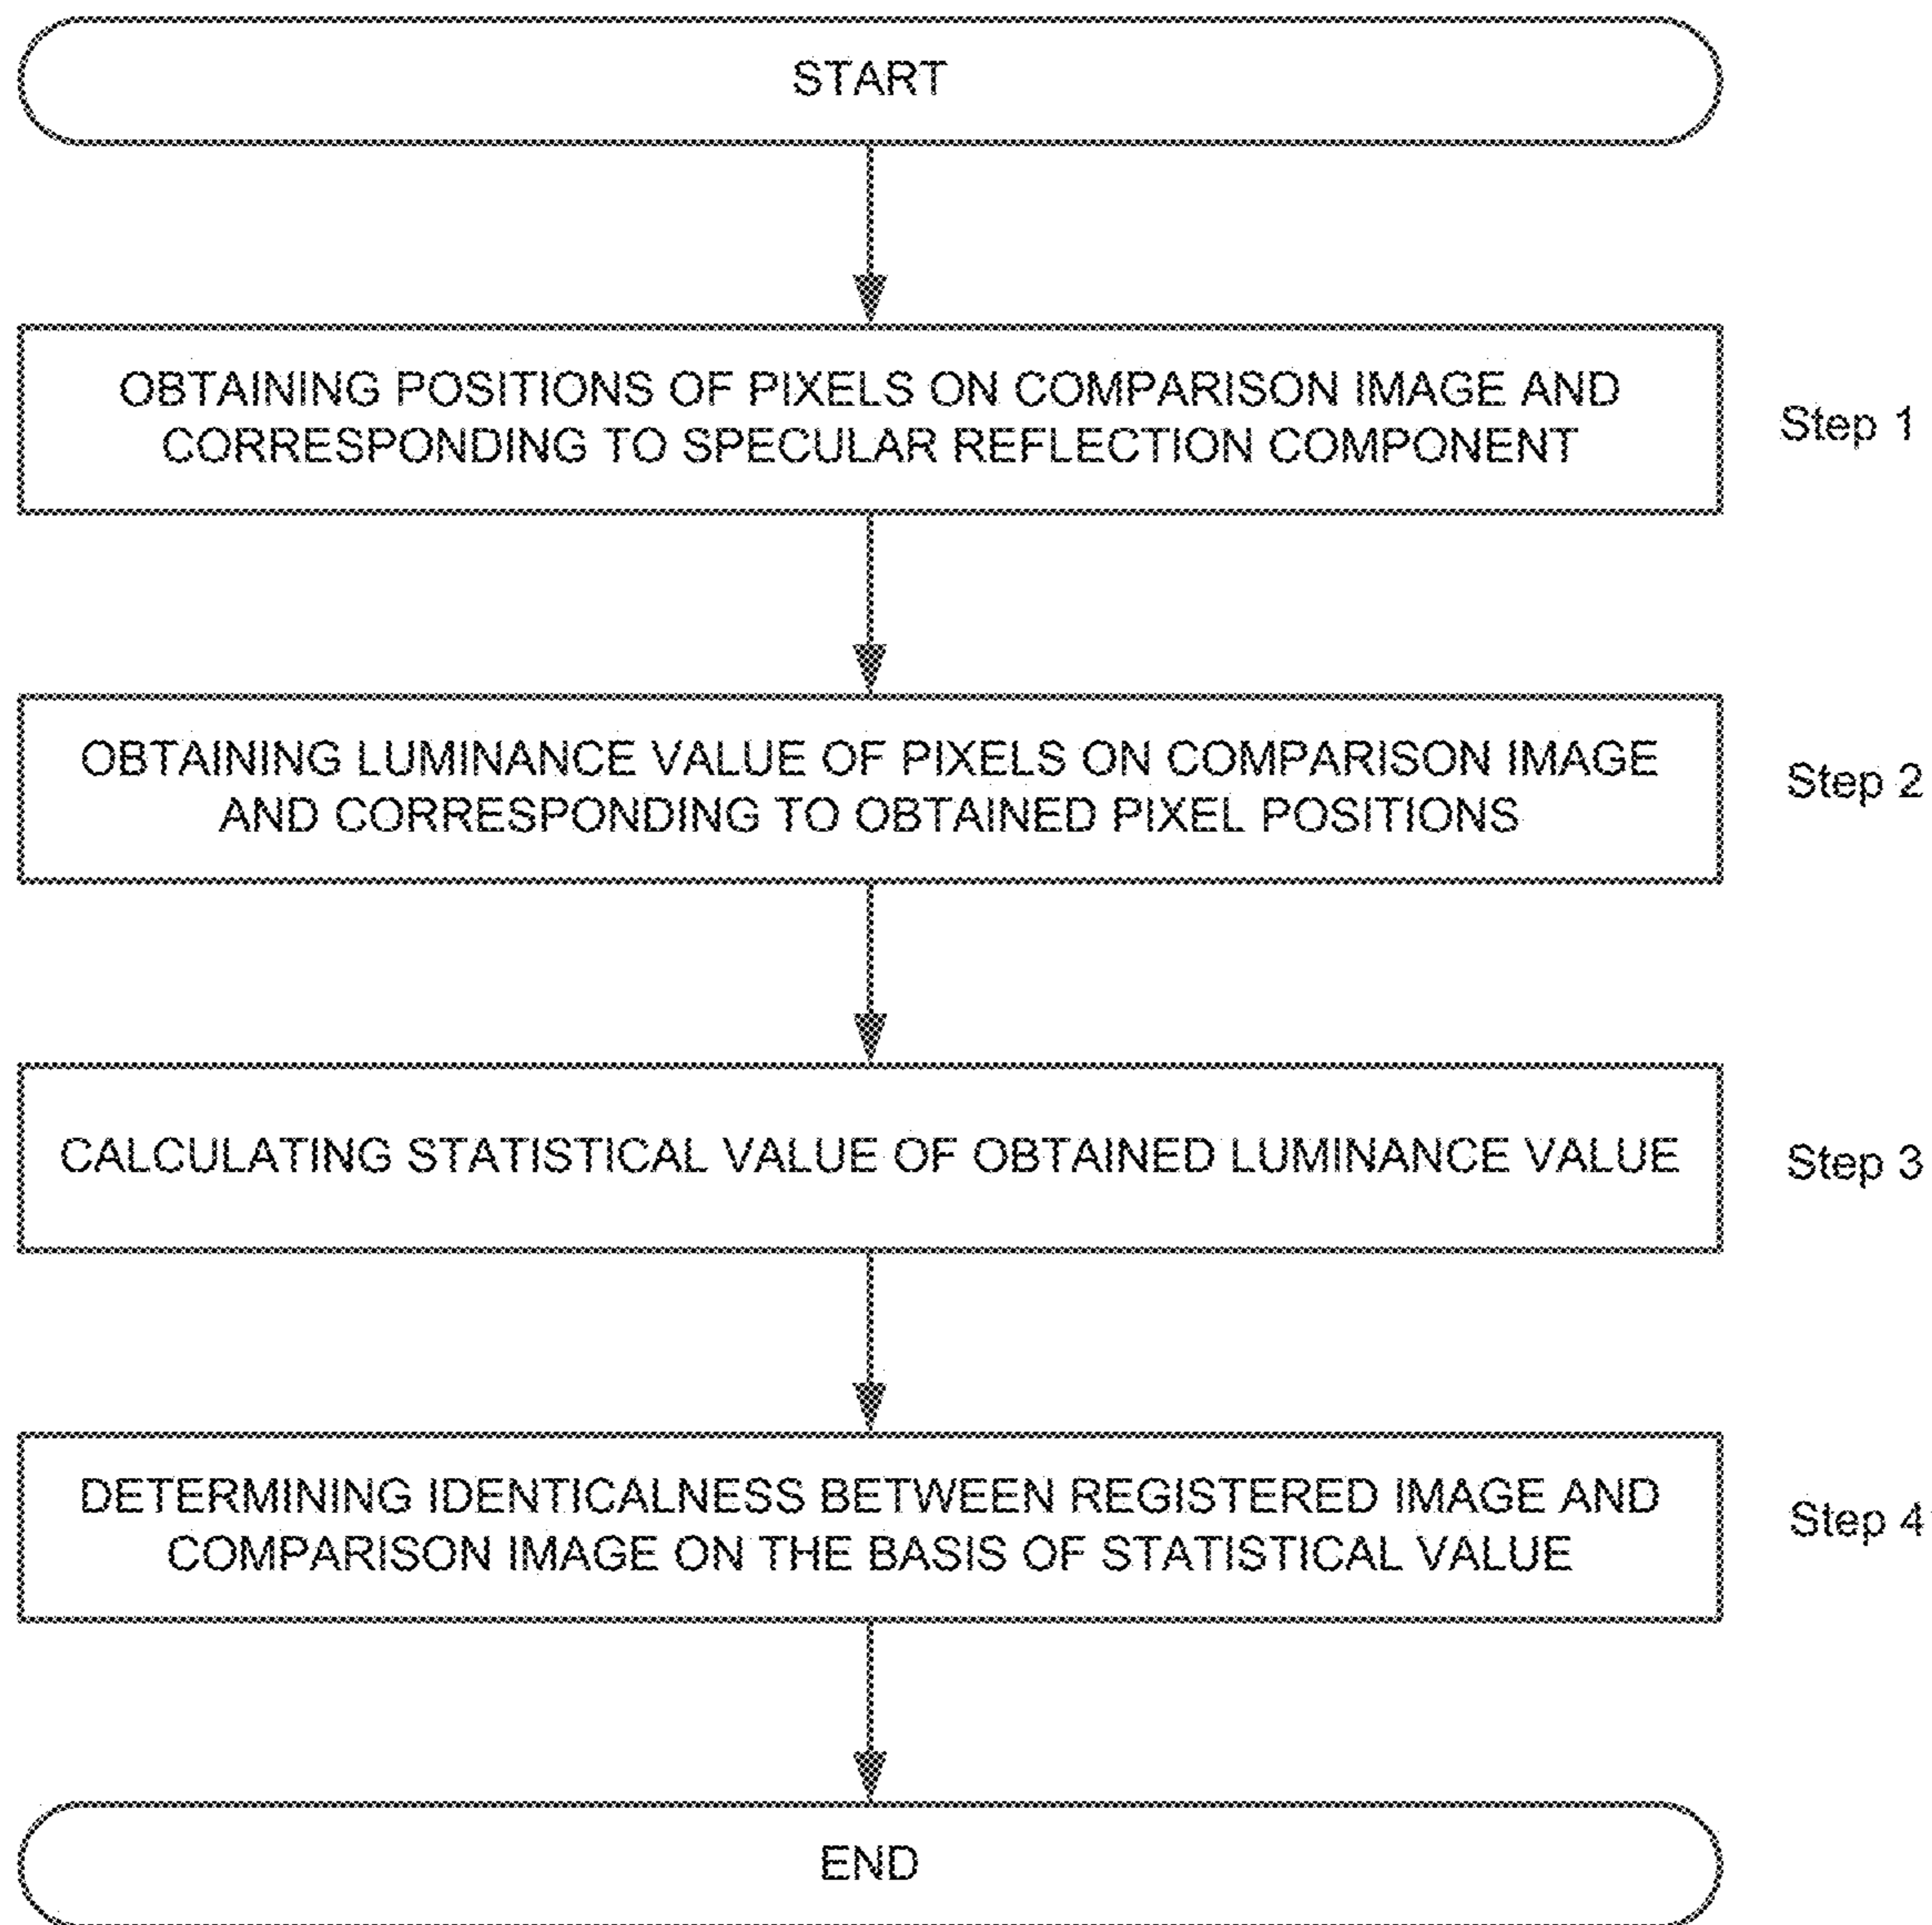 START
OBTAINING POSITIONS OF PIXELS ON COMPARISON IMAGE AND
CORRESPONDING TO SPECULAR REFLECTION COMPONENT
Step 1
OBTAINING LUMINANCE VALUE OF PIXELS ON COMPARISON IMAGE
AND CORRESPONDING TO OBTAINED PIXEL POSITIONS
Step 2
CALCULATING STATISTICAL VALUE OF OBTAINED LUMINANCE VALUE
Step 3
DETERMINING IDENTICALNESS BETWEEN REGISTERED IMAGE AND
COMPARISON IMAGE ON THE BASIS OF STATISTICAL VALUE
Step 4
END